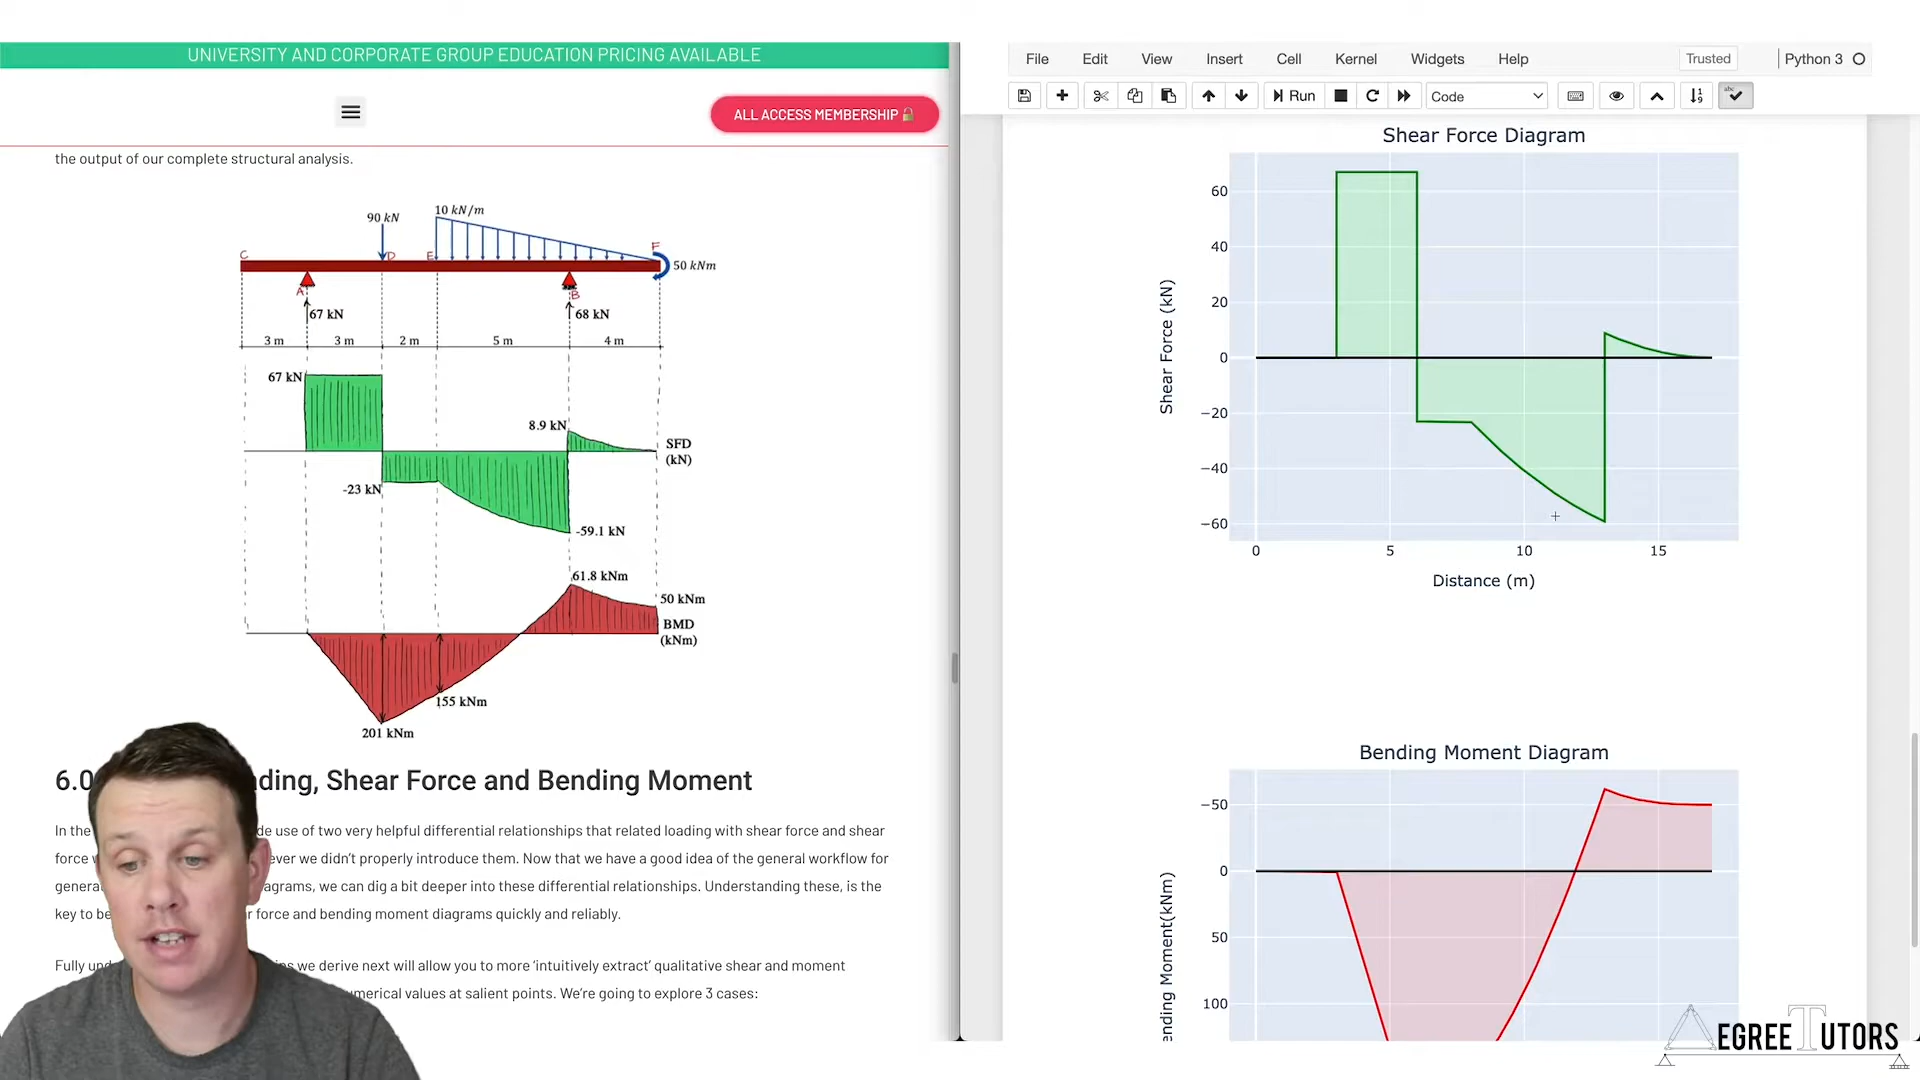 UNIVERSITY AND CORPORATE GROUP EDUCATION PRICING AVAILABLE
ALL ACCESS MEMBERSHIP
the output of our complete structural analysis.
90 kN
10 kN/m
C
D
E
F
50 kNm
A
B
67 kN
68 kN
3 m
3 m
2 m
5 m
4 m
67 kN
8.9 kN
SFD
(kN)
-23 kN
-59.1 kN
61.8 kNm
50 kNm
BMD
(kNm)
155 kNm
201 kNm
6.0
ding, Shear Force and Bending Moment
In the
de use of two very helpful differential relationships that related loading with shear force and shear
force
ever we didn't properly introduce them. Now that we have a good idea of the general workflow for
agrams, we can dig a bit deeper into these differential relationships. Understanding these, is the
key to
r force and bending moment diagrams quickly and reliably.
Fully
we derive next will allow you to more 'intuitively extract' qualitative shear and moment
numerical values at salient points. We're going to explore 3 cases:
File Edit View Insert Cell Kernel Widgets Help Trusted Python 3
Run Code
Shear Force Diagram
60
40
20
0
−20
−40
−60
Shear Force (kN)
0 5 10 15
Distance (m)
Bending Moment Diagram
−50
0
50
100
ending Moment(kNm)
DEGREE TUTORS